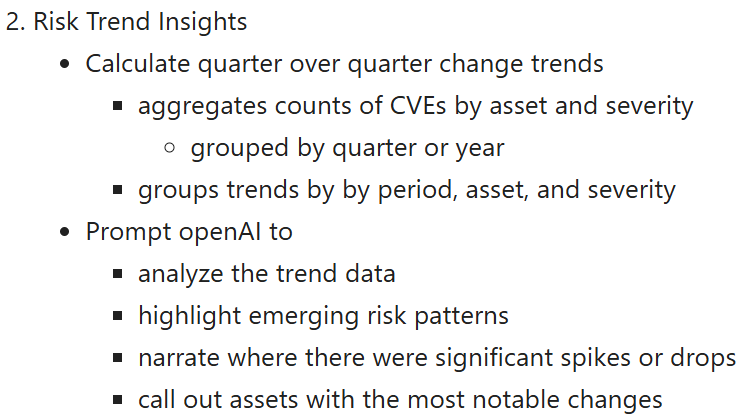 2. Risk Trend Insights
• Calculate quarter over quarter change trends
▪ aggregates counts of CVEs by asset and severity
◦ grouped by quarter or year
▪ groups trends by by period, asset, and severity
• Prompt openAI to
▪ analyze the trend data
▪ highlight emerging risk patterns
▪ narrate where there were significant spikes or drops
▪ call out assets with the most notable changes